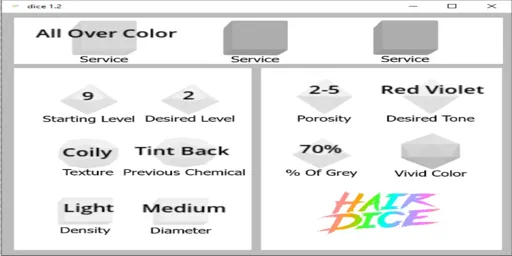 dice 1.2
All Over Color
Service
Service
Service
9
Starting Level
2
Desired Level
Coily
Texture
Tint Back
Previous Chemical
Light
Density
Medium
Diameter
2-5
Porosity
Red Violet
Desired Tone
70%
% Of Grey
Vivid Color
HAIR
DICE